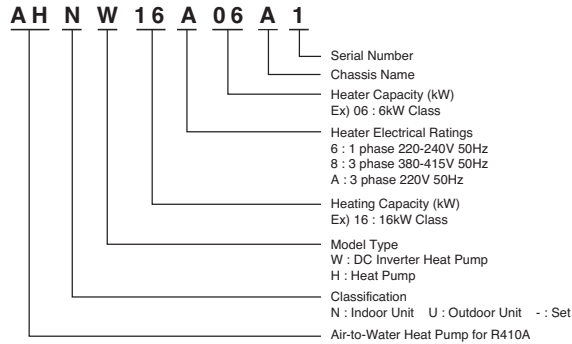 AH N W 16 A 06 A 1
Serial Number
Chassis Name
Heater Capacity (kW)
Ex) 06 : 6kW Class
Heater Electrical Ratings
6 : 1 phase 220-240V 50Hz
8 : 3 phase 380-415V 50Hz
A : 3 phase 220V 50Hz
Heating Capacity (kW)
Ex) 16 : 16kW Class
Model Type
W : DC Inverter Heat Pump
H : Heat Pump
Classification
N : Indoor Unit U : Outdoor Unit - : Set
Air-to-Water Heat Pump for R410A